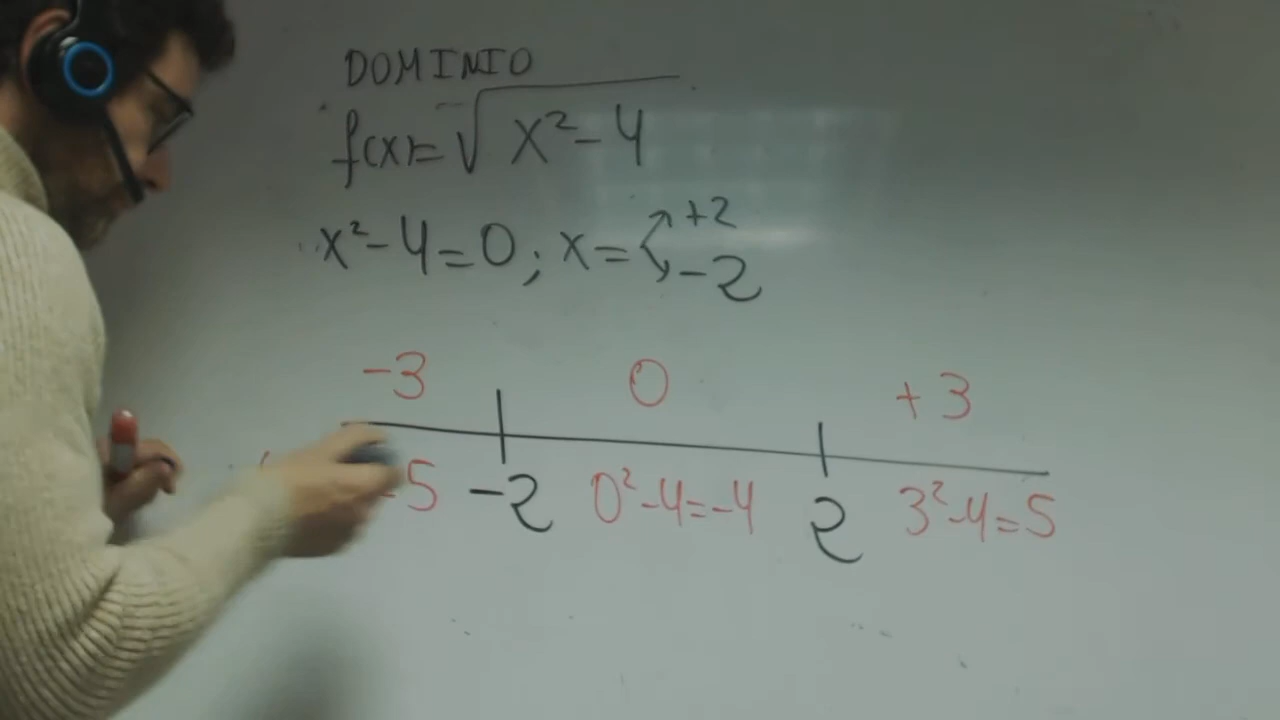 DOMINIO
f(x)=√x²-4
x²-4=0; x= +2 -2
-3 0 +3
-5 -2 0²-4=-4 2 3²-4=5